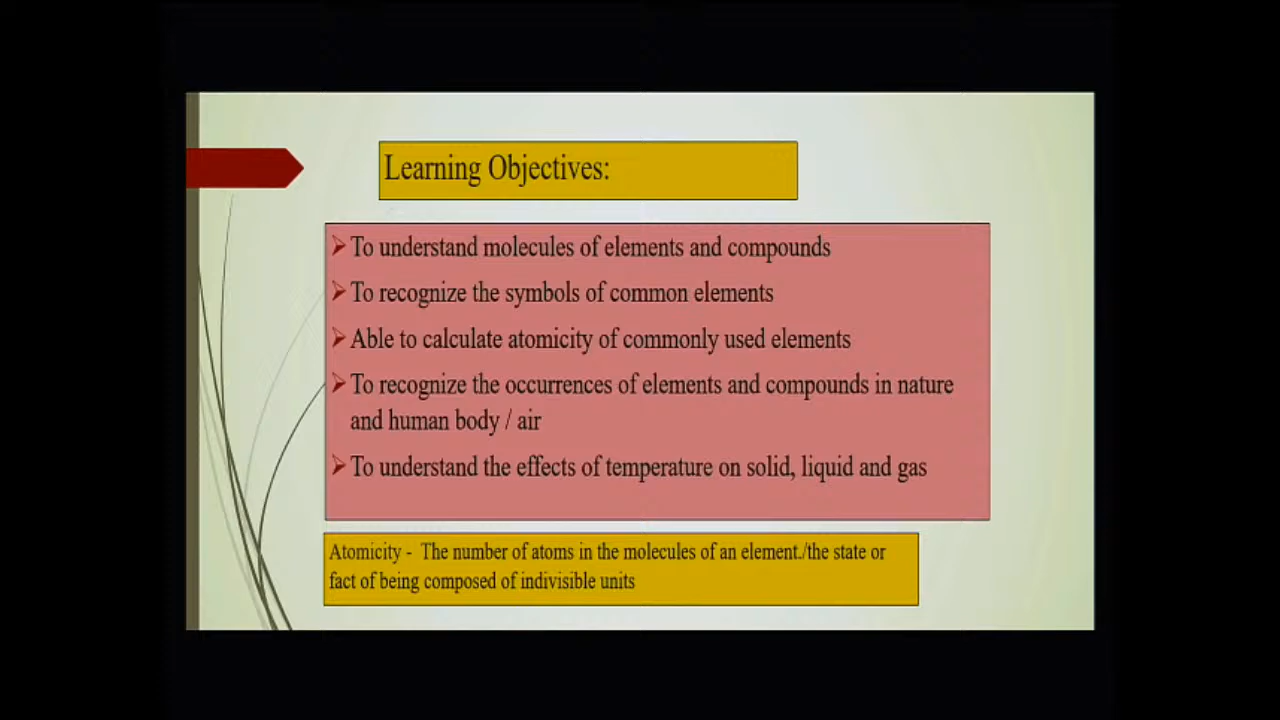 Learning Objectives:
➢To understand molecules of elements and compounds
➢To recognize the symbols of common elements
➢Able to calculate atomicity of commonly used elements
➢To recognize the occurrences of elements and compounds in nature
and human body / air
➢To understand the effects of temperature on solid, liquid and gas
Atomicity - The number of atoms in the molecules of an element./the state or
fact of being composed of indivisible units